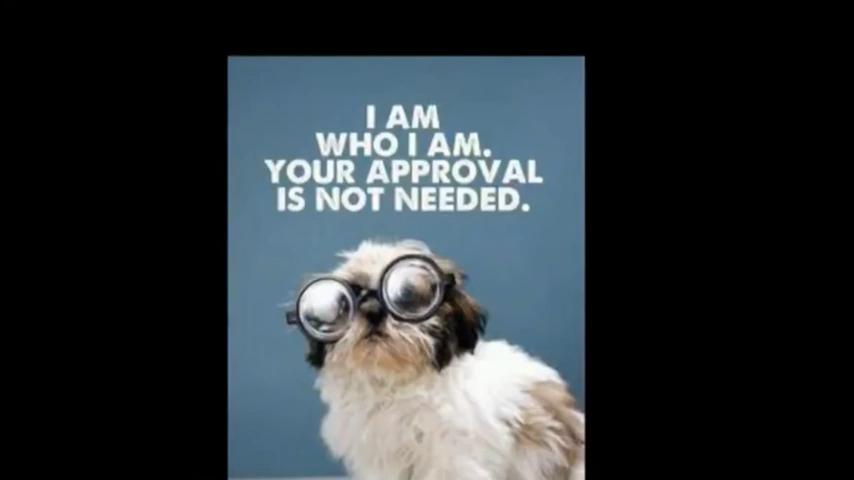 I AM
WHO I AM.
YOUR APPROVAL
IS NOT NEEDED.